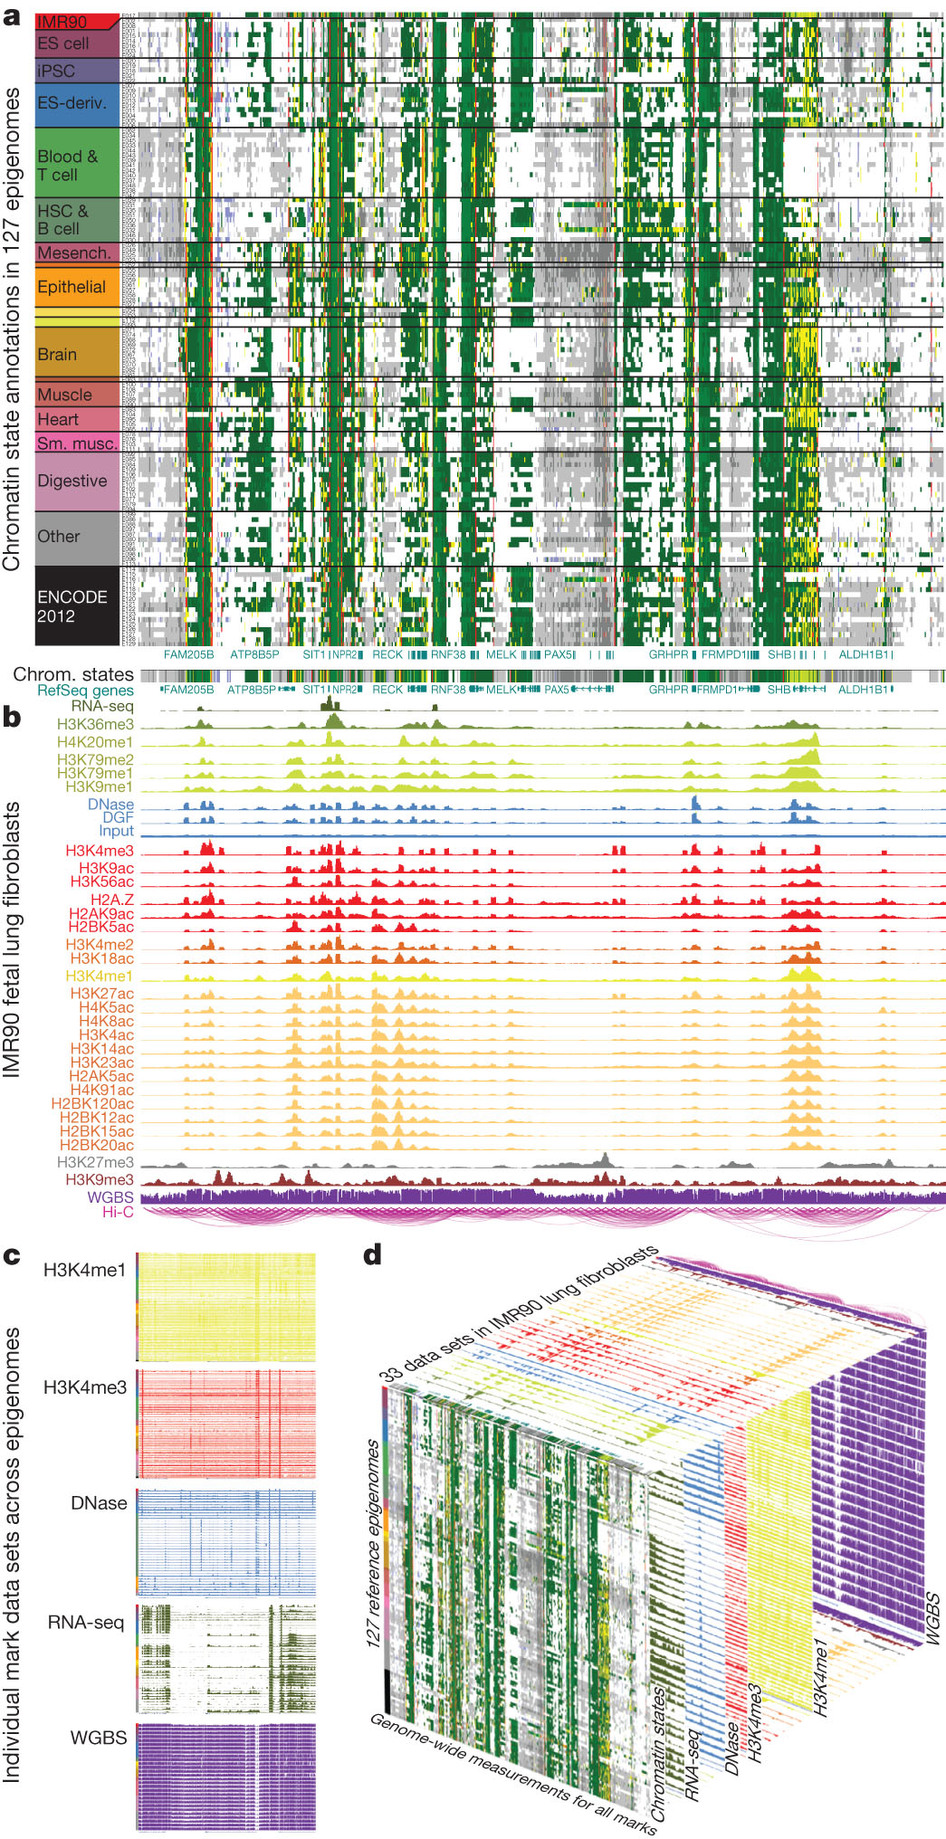 a
Chromatin state annotations in 127 epigenomes
IMR90
ES cell
iPSC
ES-deriv.
Blood &
T cell
HSC &
B cell
Mesench.
Epithelial
Brain
Muscle
Heart
Sm. musc.
Digestive
Other
ENCODE
2012
FAM205B ATP8B5P SIT1 NPR2 RECK RNF38 MELK PAX5 GRHPR FRMPD1 SHB ALDH1B1
Chrom. states
RefSeq genes FAM205B ATP8B5P SIT1 NPR2 RECK RNF38 MELK PAX5 GRHPR FRMPD1 SHB ALDH1B1
b
IMR90 fetal lung fibroblasts
RNA-seq
H3K36me3
H4K20me1
H3K79me2
H3K79me1
H3K9me1
DNase
DGF
Input
H3K4me3
H3K9ac
H3K56ac
H2A.Z
H2AK9ac
H2BK5ac
H3K4me2
H3K18ac
H3K4me1
H3K27ac
H4K5ac
H4K8ac
H3K4ac
H3K14ac
H3K23ac
H2AK5ac
H4K91ac
H2BK120ac
H2BK12ac
H2BK15ac
H2BK20ac
H3K27me3
H3K9me3
WGBS
Hi-C
c
Individual mark data sets across epigenomes
H3K4me1
H3K4me3
DNase
RNA-seq
WGBS
d
33 data sets in IMR90 lung fibroblasts
127 reference epigenomes
Genome-wide measurements for all marks
Chromatin states
RNA-seq
DNase
H3K4me3
H3K4me1
WGBS